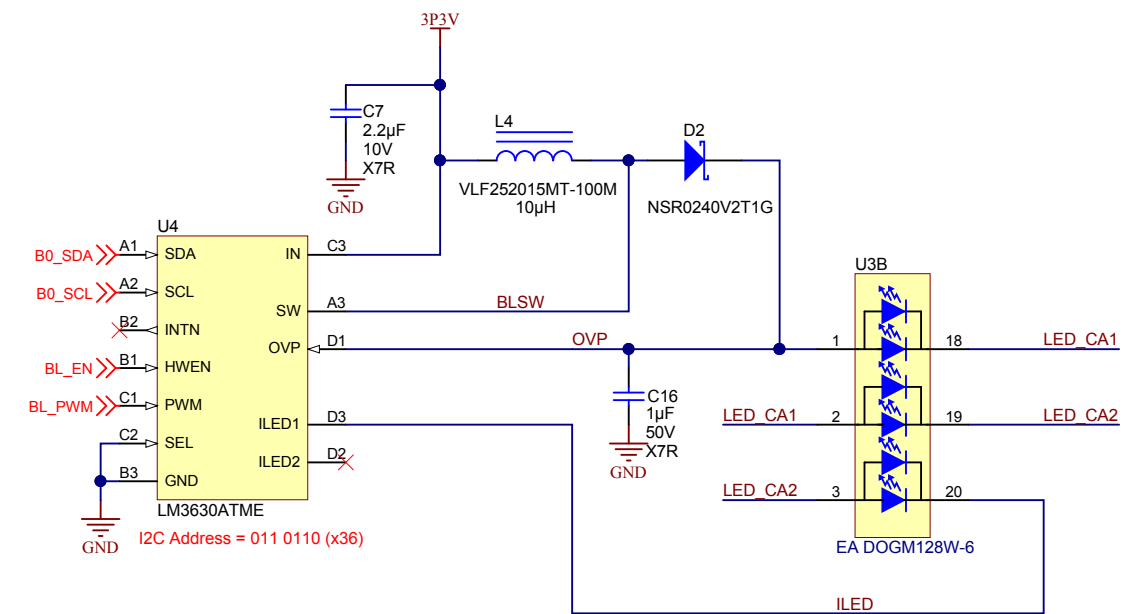 3P3V
C7
2.2µF
10V
X7R
GND
L4
VLF252015MT-100M
10µH
D2
NSR0240V2T1G
U4
B0_SDA A1 SDA IN C3
B0_SCL A2 SCL
SW A3 BLSW
B2 INTN
OVP D1 OVP
BL_EN B1 HWEN
BL_PWM C1 PWM
ILED1 D3
C2 SEL
ILED2 D2
B3 GND
LM3630ATME
GND
I2C Address = 011 0110 (x36)
C16
1µF
50V
X7R
GND
U3B
1 18 LED_CA1
LED_CA1 2 19 LED_CA2
LED_CA2 3 20
EA DOGM128W-6
ILED